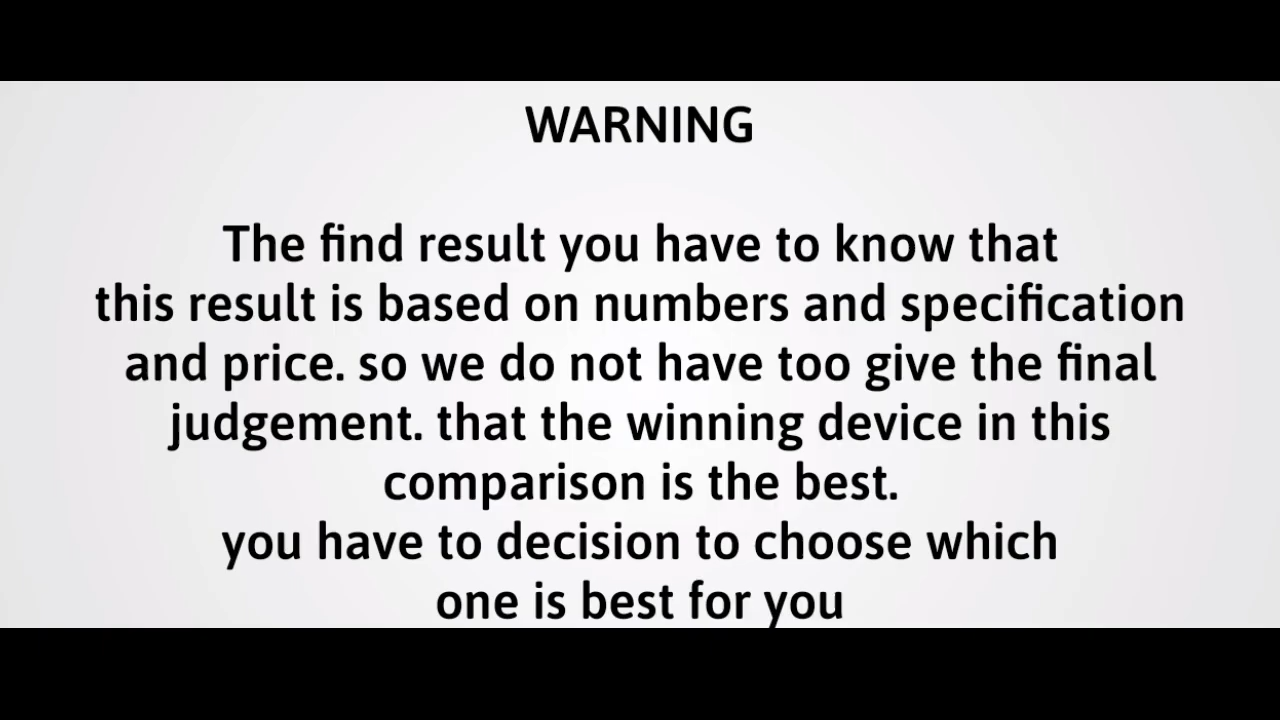 WARNING
The find result you have to know that
this result is based on numbers and specification
and price. so we do not have too give the final
judgement. that the winning device in this
comparison is the best.
you have to decision to choose which
one is best for you